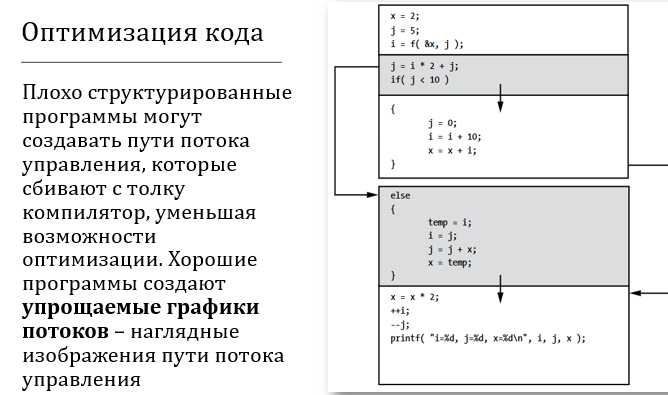 Оптимизация кода
Плохо структурированные
программы могут
создавать пути потока
управления, которые
сбивают с толку
компилятор, уменьшая
возможности
оптимизации. Хорошие
программы создают
упрощаемые графики
потоков – наглядные
изображения пути потока
управления
x = 2;
j = 5;
i = f( &x, j );
j = i * 2 + j;
if( j < 10 )
{
j = 0;
i = i + 10;
x = x + i;
}
else
{
temp = i;
i = j;
j = j + x;
x = temp;
}
x = x * 2;
++i;
--j;
printf( "i=%d, j=%d, x=%d\n", i, j, x );